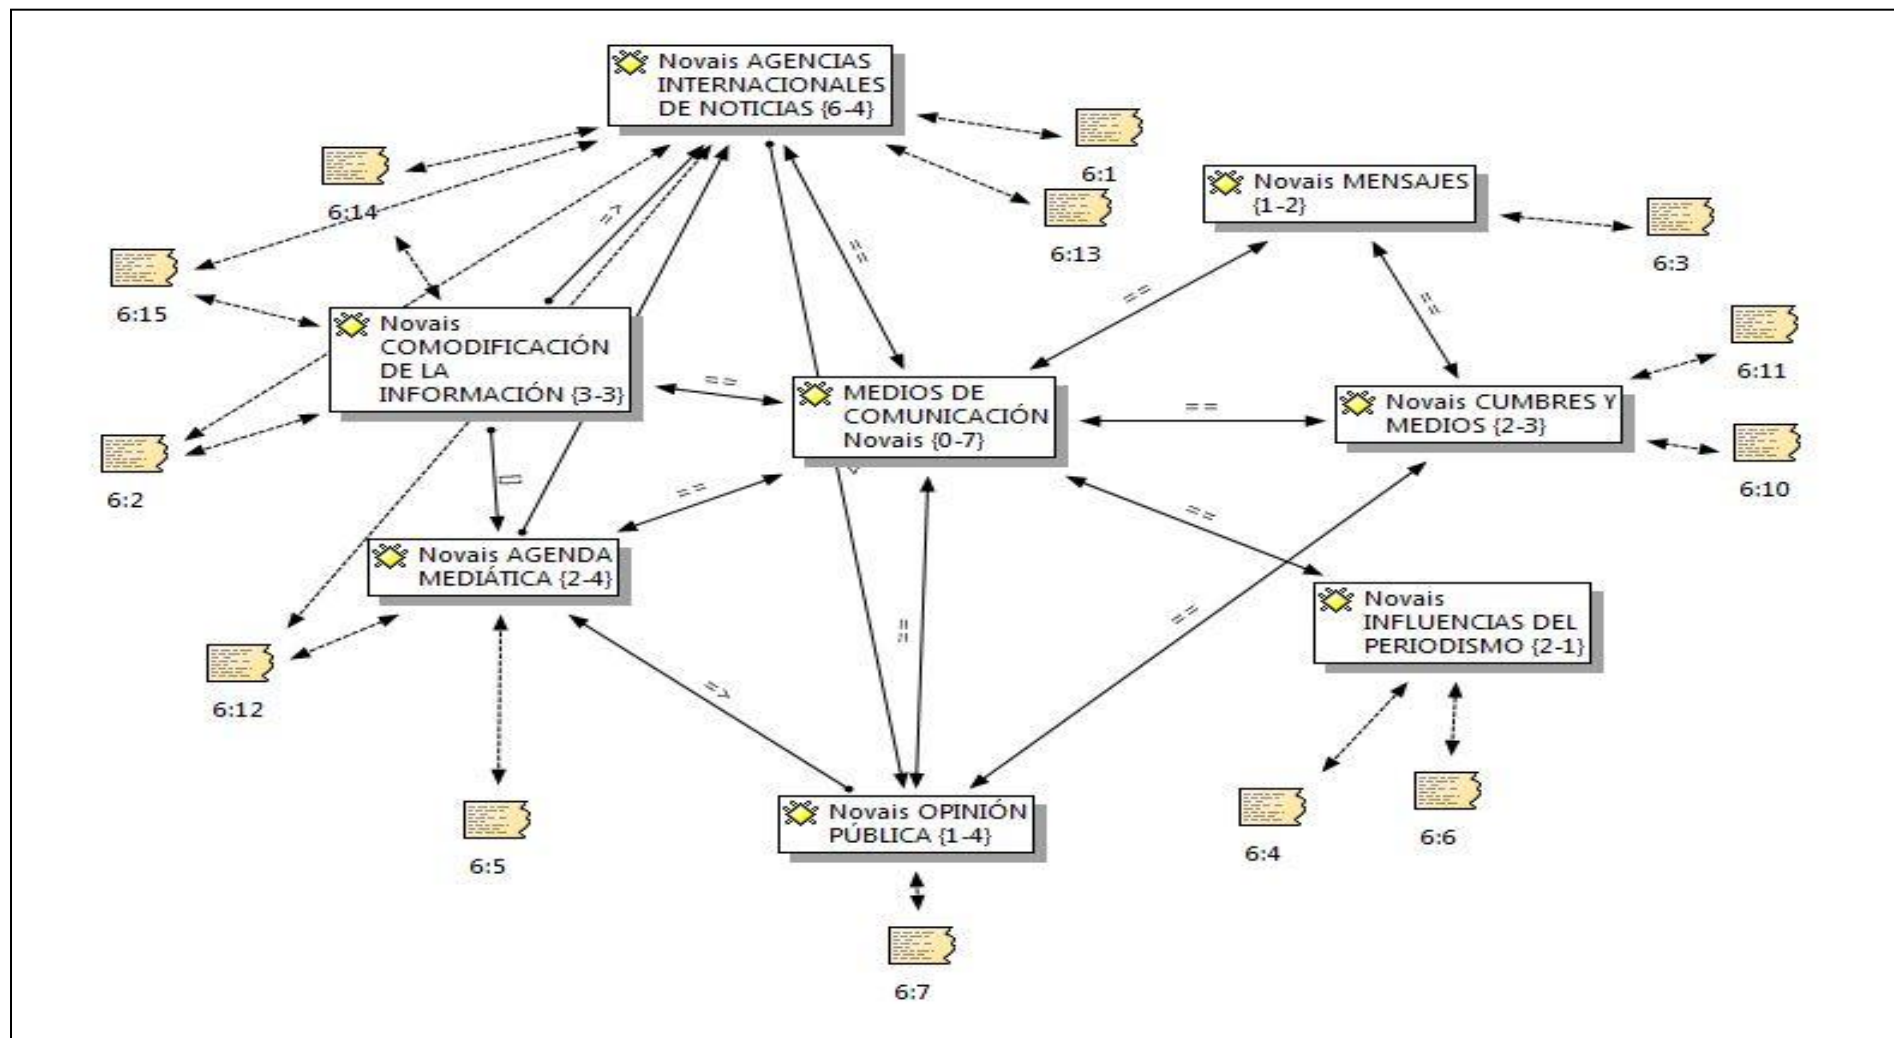 Novais AGENCIAS
INTERNACIONALES
DE NOTICIAS {6-4}
6:1
6:14
Novais MENSAJES
{1-2}
6:13
6:3
=>
==
6:15
==
==
Novais
COMODIFICACIÓN
DE LA
INFORMACIÓN {3-3}
6:11
==
MEDIOS DE
COMUNICACIÓN
Novais {0-7}
==
Novais CUMBRES Y
MEDIOS {2-3}
6:2
[]
==
==
6:10
Novais AGENDA
MEDIÁTICA {2-4}
==
==
Novais
INFLUENCIAS DEL
PERIODISMO {2-1}
6:12
=>
6:5
Novais OPINIÓN
PÚBLICA {1-4}
6:4
6:6
6:7